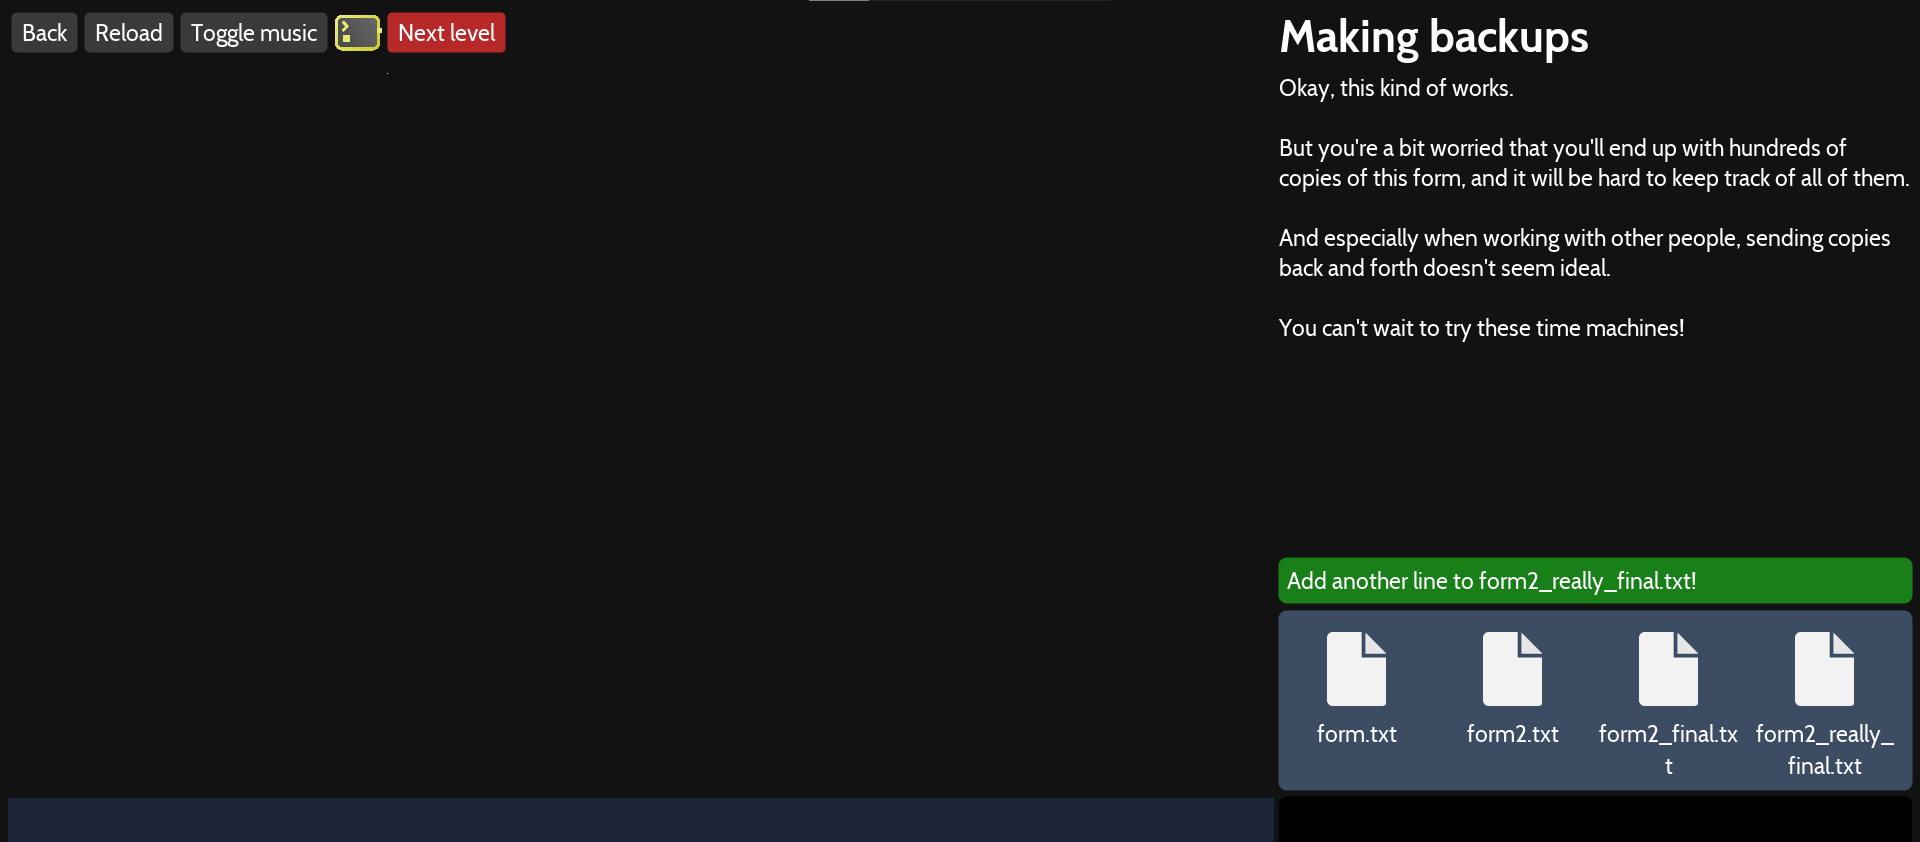 Back Reload Toggle music Next level
Making backups
Okay, this kind of works.
But you're a bit worried that you'll end up with hundreds of
copies of this form, and it will be hard to keep track of all of them.
And especially when working with other people, sending copies
back and forth doesn't seem ideal.
You can't wait to try these time machines!
Add another line to form2_really_final.txt!
form.txt
form2.txt
form2_final.tx
t
form2_really_
final.txt